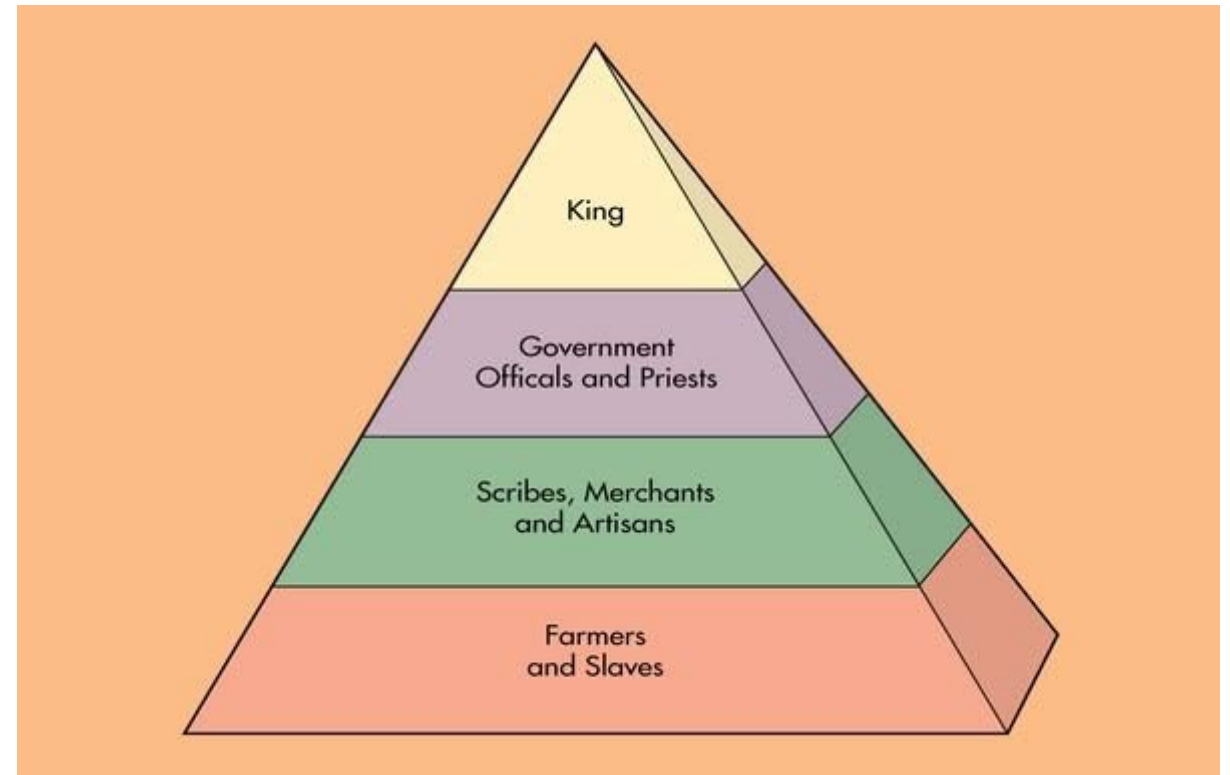 King
Government
Officals and Priests
Scribes, Merchants
and Artisans
Farmers
and Slaves